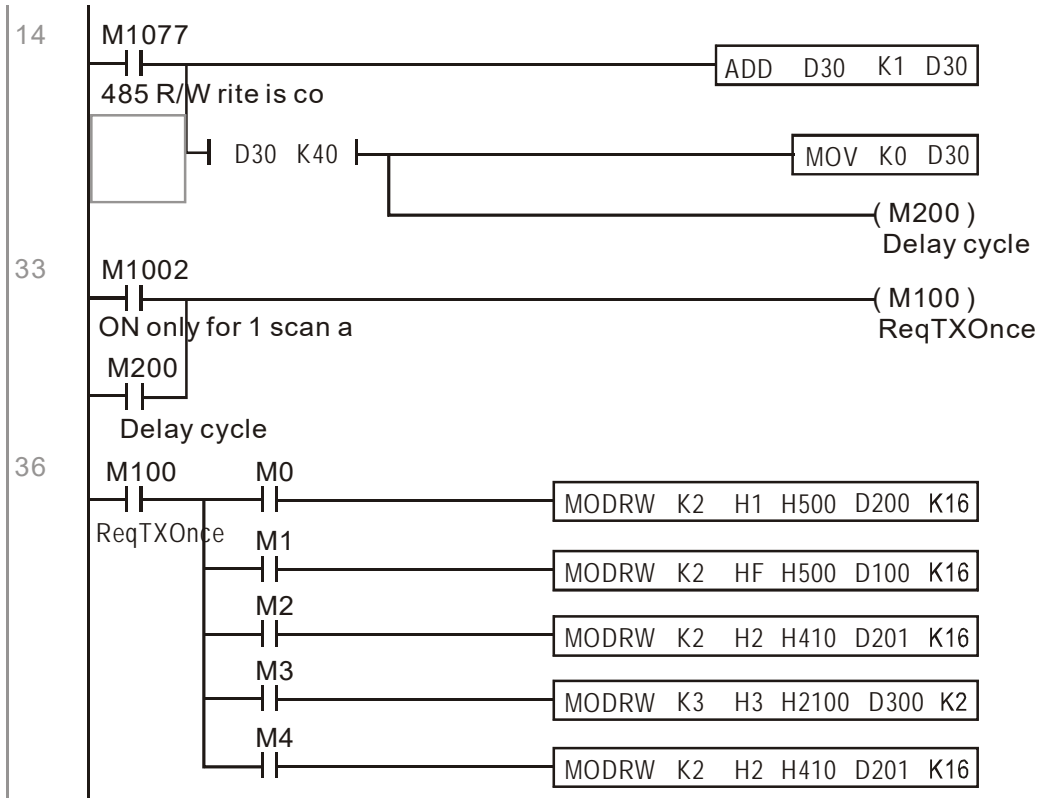 14
M1077
ADD D30 K1 D30
485 R/W rite is co
D30 K40
MOV K0 D30
( M200 )
Delay cycle
33
M1002
( M100 )
ON only for 1 scan a
ReqTXOnce
M200
Delay cycle
36
M100
M0
MODRW K2 H1 H500 D200 K16
ReqTXOnce
M1
MODRW K2 HF H500 D100 K16
M2
MODRW K2 H2 H410 D201 K16
M3
MODRW K3 H3 H2100 D300 K2
M4
MODRW K2 H2 H410 D201 K16